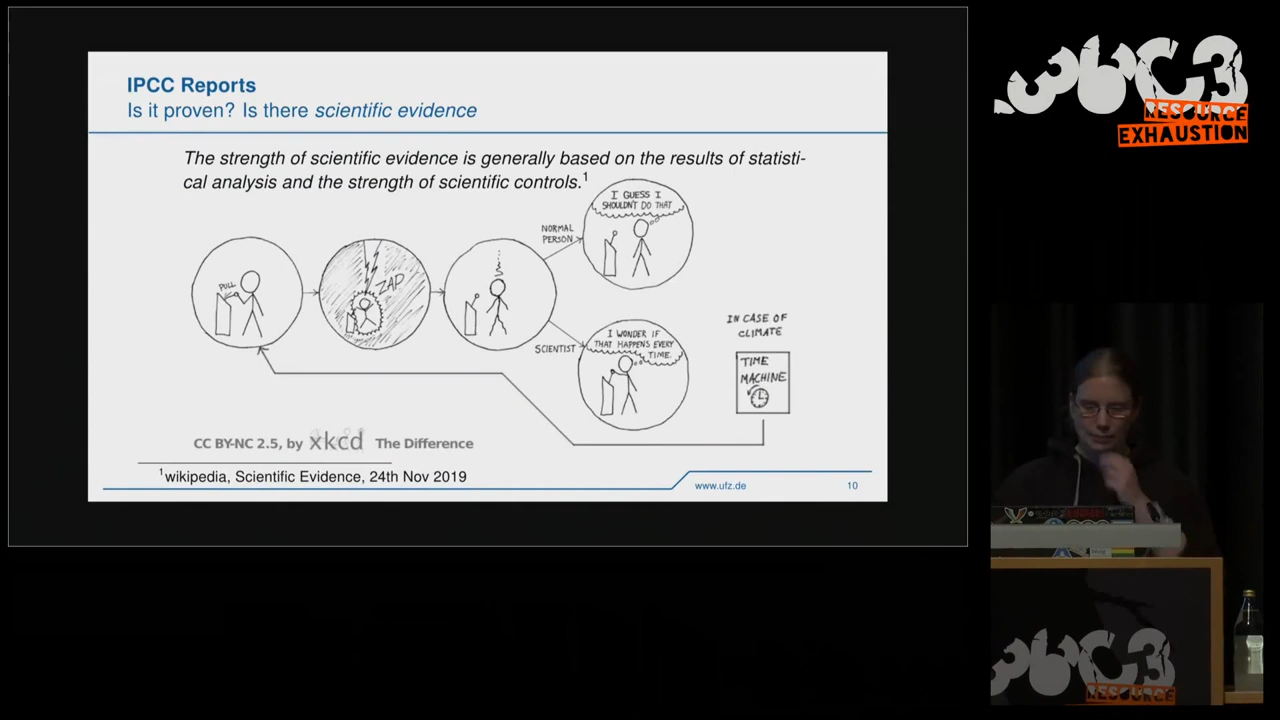 IPCC Reports
Is it proven? Is there scientific evidence
The strength of scientific evidence is generally based on the results of statisti-
cal analysis and the strength of scientific controls.1
PULL
ZAP
NORMAL
PERSON
I GUESS I
SHOULDN'T DO THAT
SCIENTIST
I WONDER IF
THAT HAPPENS EVERY
TIME.
IN CASE OF
CLIMATE
TIME
MACHINE
CC BY-NC 2.5, by xkcd The Difference
1wikipedia, Scientific Evidence, 24th Nov 2019
www.ufz.de
10
36C3
RESOURCE
EXHAUSTION
36C3
RESOURCE